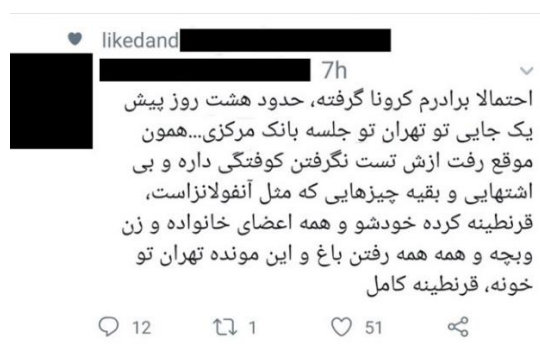 likedand
7h
احتمالا برادرم کرونا گرفته، حدود هشت روز پیش
یک جایی تو تهران تو جلسه بانک مرکزی...همون
موقع رفت ازش تست نگرفتن کوفتگی داره و بی
اشتهایی و بقیه چیزهایی که مثل آنفولانزاست،
قرنطینه کرده خودشو و همه اعضای خانواده و زن
وبچه و همه همه رفتن باغ و این مونده تهران تو
خونه، قرنطینه کامل
12 1 51